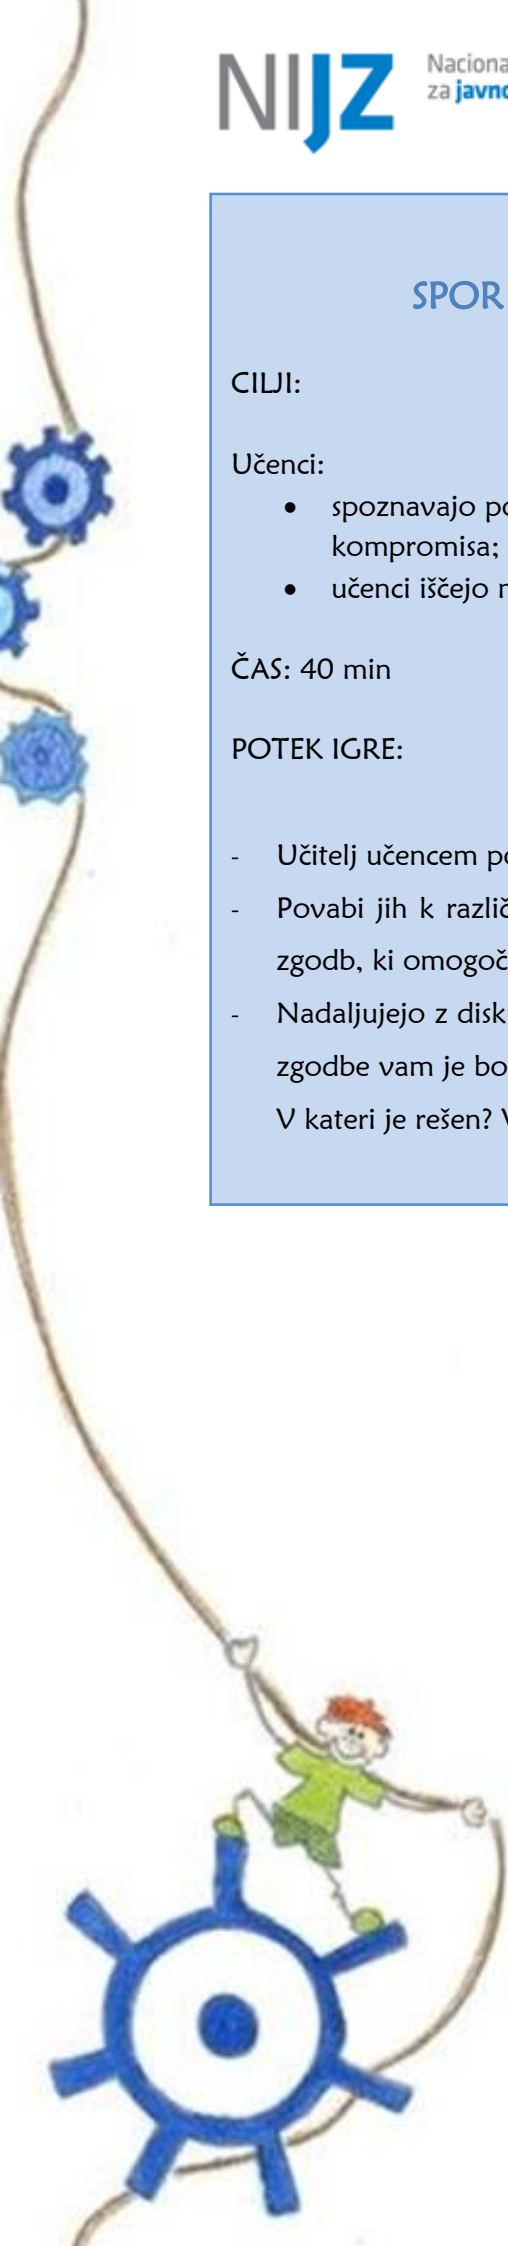 NIJZ
Naciona
za javno
SPOR
CILJI:
Učenci:
• spoznavajo po
kompromisa;
• učenci iščejo
ČAS: 40 min
POTEK IGRE:
- Učitelj učencem po
- Povabi jih k različ
zgodb, ki omogoč
- Nadaljujejo z disk
zgodbe vam je bo
V kateri je rešen? V